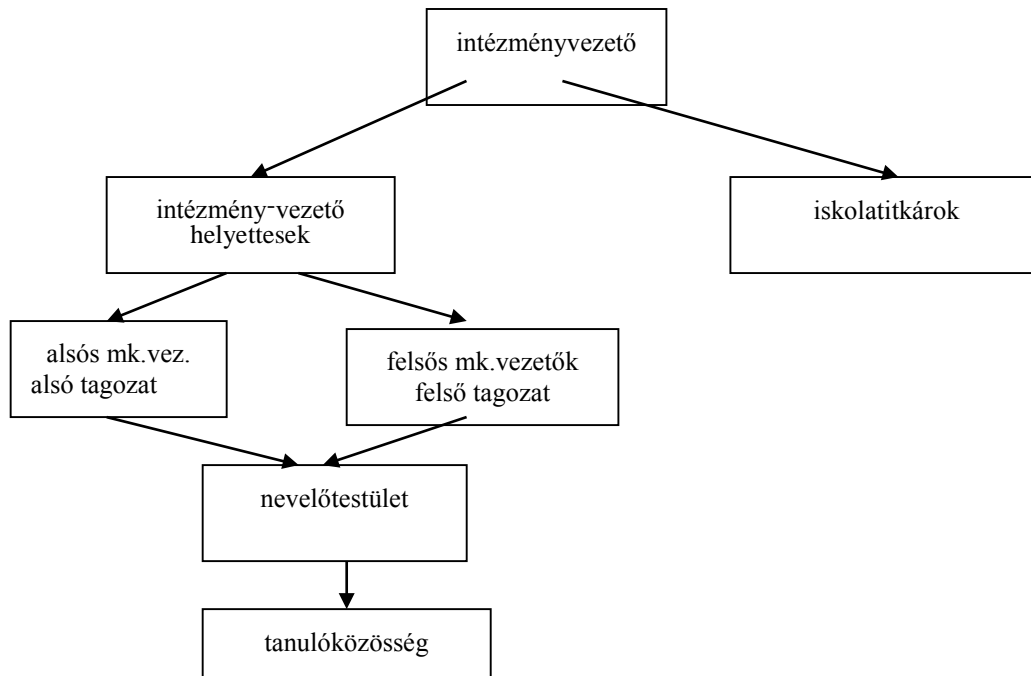 intézményvezető
intézmény-vezető
helyettesek
iskolatitkárok
alsós mk.vez.
alsó tagozat
felsős mk.vezetők
felső tagozat
nevelőtestület
tanulóközösség